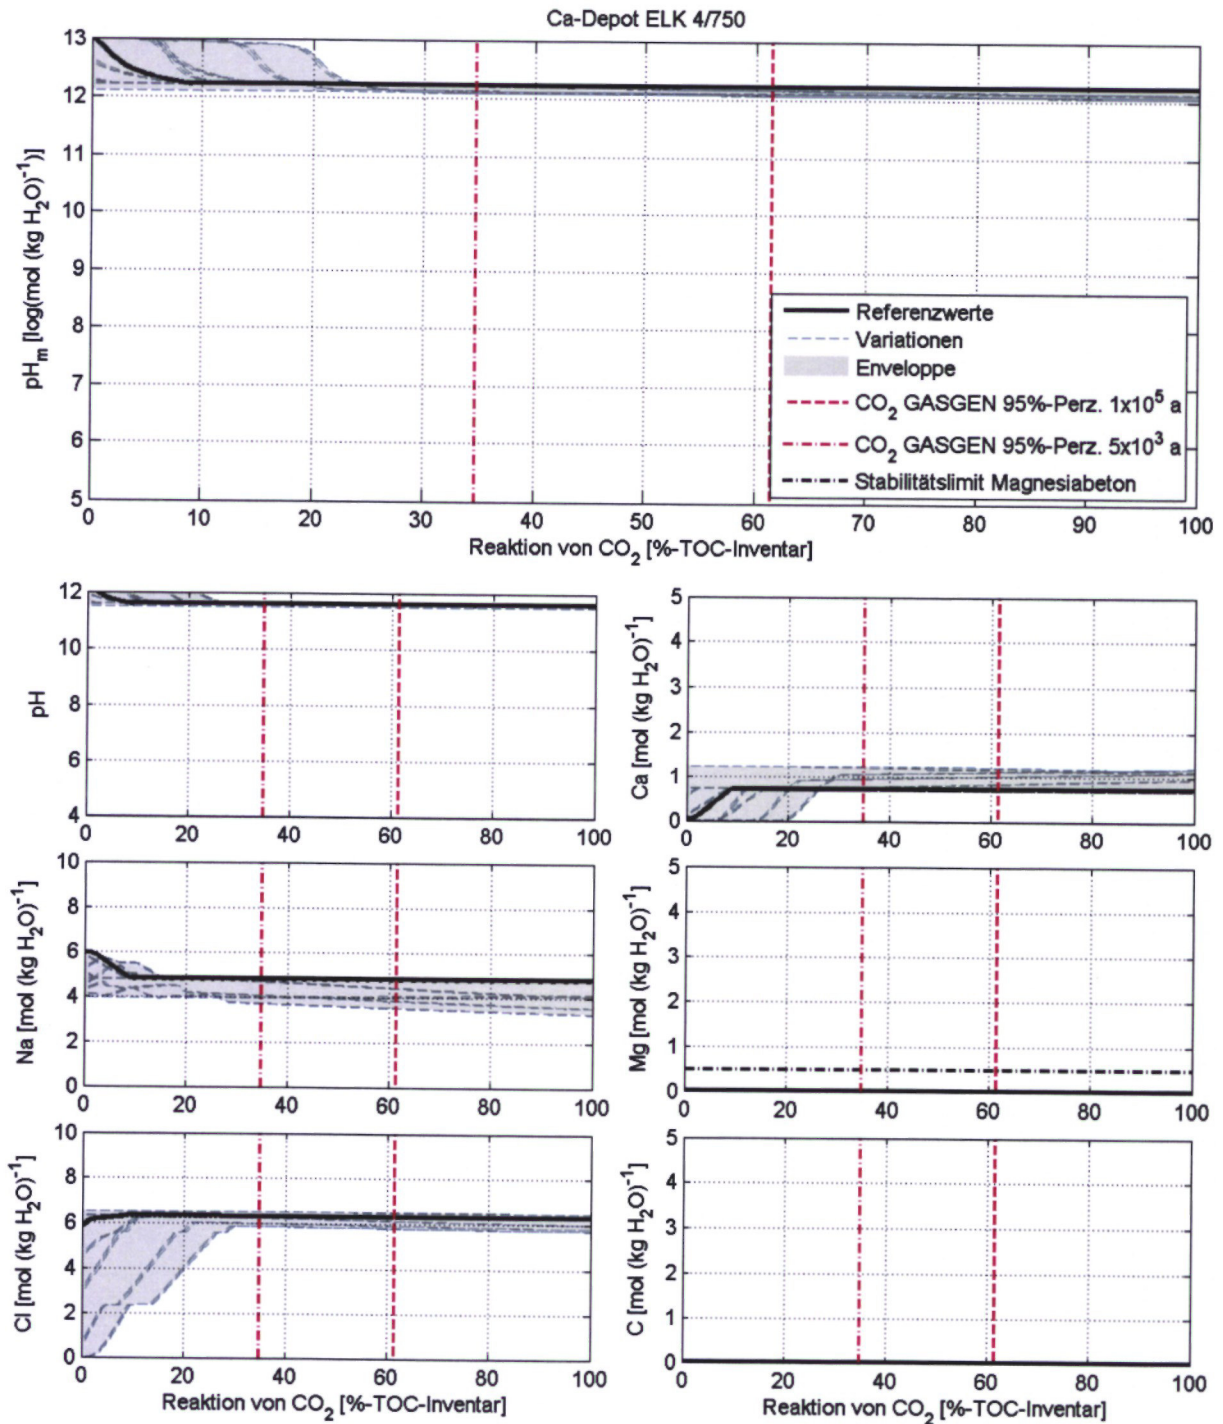 Ca-Depot ELK 4/750
13
12
11
10
9
8
7
6
5
pH_m [log(mol (kg H2O)^-1)]
Referenzwerte
Variationen
Enveloppe
CO2 GASGEN 95%-Perz. 1x10^5 a
CO2 GASGEN 95%-Perz. 5x10^3 a
Stabilitätslimit Magnesiabeton
0 10 20 30 40 50 60 70 80 90 100
Reaktion von CO2 [%-TOC-Inventar]
12
10
8
6
4
pH
0 20 40 60 80 100
5
4
3
2
1
0
Ca [mol (kg H2O)^-1]
0 20 40 60 80 100
10
8
6
4
2
0
Na [mol (kg H2O)^-1]
0 20 40 60 80 100
5
4
3
2
1
0
Mg [mol (kg H2O)^-1]
0 20 40 60 80 100
10
8
6
4
2
0
Cl [mol (kg H2O)^-1]
0 20 40 60 80 100
Reaktion von CO2 [%-TOC-Inventar]
5
4
3
2
1
0
C [mol (kg H2O)^-1]
0 20 40 60 80 100
Reaktion von CO2 [%-TOC-Inventar]